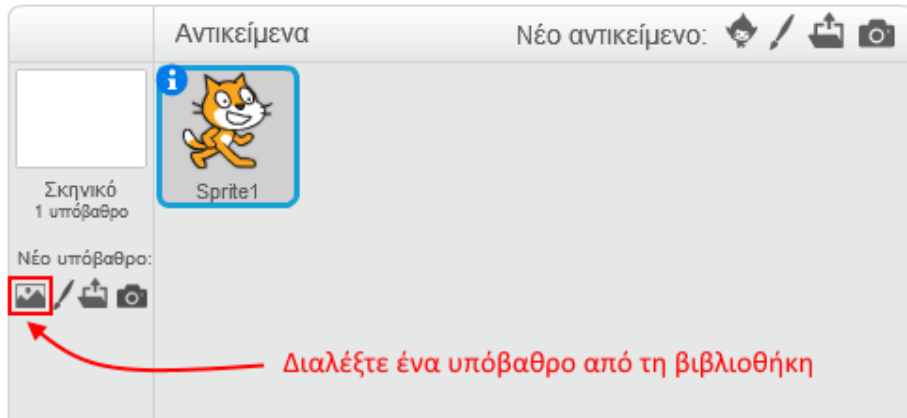 Αντικείμενα
Νέο αντικείμενο:
Σκηνικό
1 υπόβαθρο
Sprite1
Νέο υπόβαθρο:
Διαλέξτε ένα υπόβαθρο από τη βιβλιοθήκη